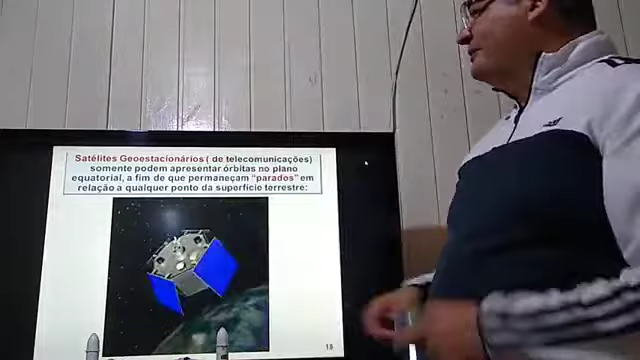 Satélites Geoestacionários ( de telecomunicações)
somente podem apresentar órbitas no plano
equatorial, a fim de que permaneçam "parados" em
relação a qualquer ponto da superfície terrestre: